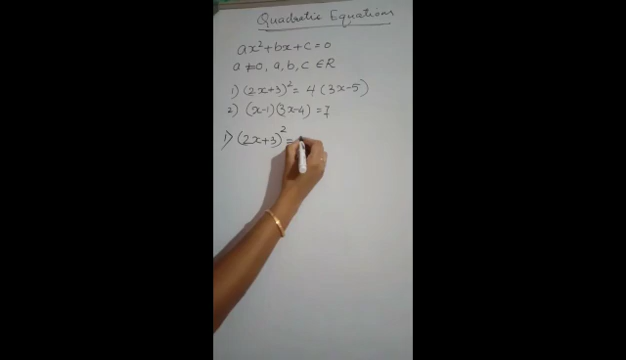 Quadratic Equations
ax²+bx+c=0
a≠0, a, b, c ∈R
1) (2x+3)²= 4 (3x-5)
2) (x-1)(3x-4) =7
1) (2x+3)²=